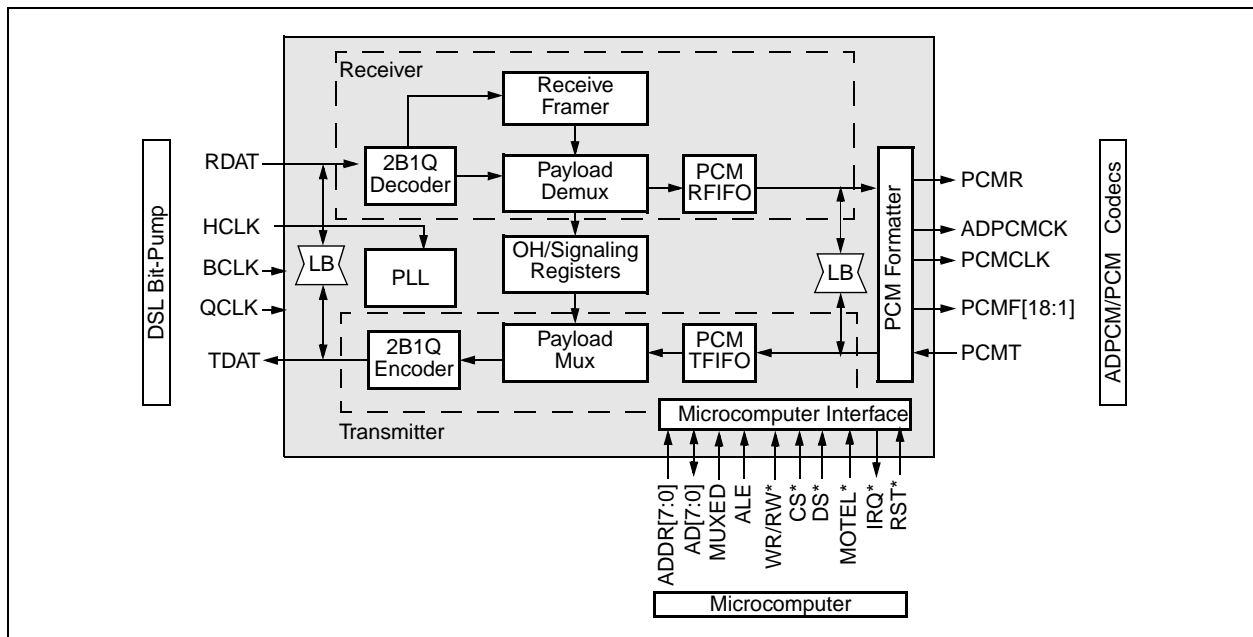 Receiver
Receive
Framer
RDAT
2B1Q
Decoder
Payload
Demux
PCM
RFIFO
PCMR
HCLK
ADPCMCK
OH/Signaling
Registers
LB
LB
BCLK
PLL
PCMCLK
QCLK
PCMF[18:1]
TDAT
2B1Q
Encoder
Payload
Mux
PCM
TFIFO
PCMT
DSL Bit-Pump
PCM Formatter
ADPCM/PCM Codecs
Transmitter
Microcomputer Interface
ADDR[7:0]
AD[7:0]
MUXED
ALE
WR/RW*
CS*
DS*
MOTEL*
IRQ*
RST*
Microcomputer